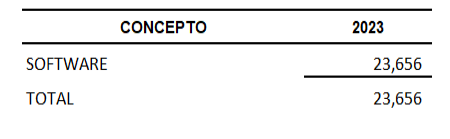 CONCEPTO 2023
SOFTWARE 23,656
TOTAL 23,656